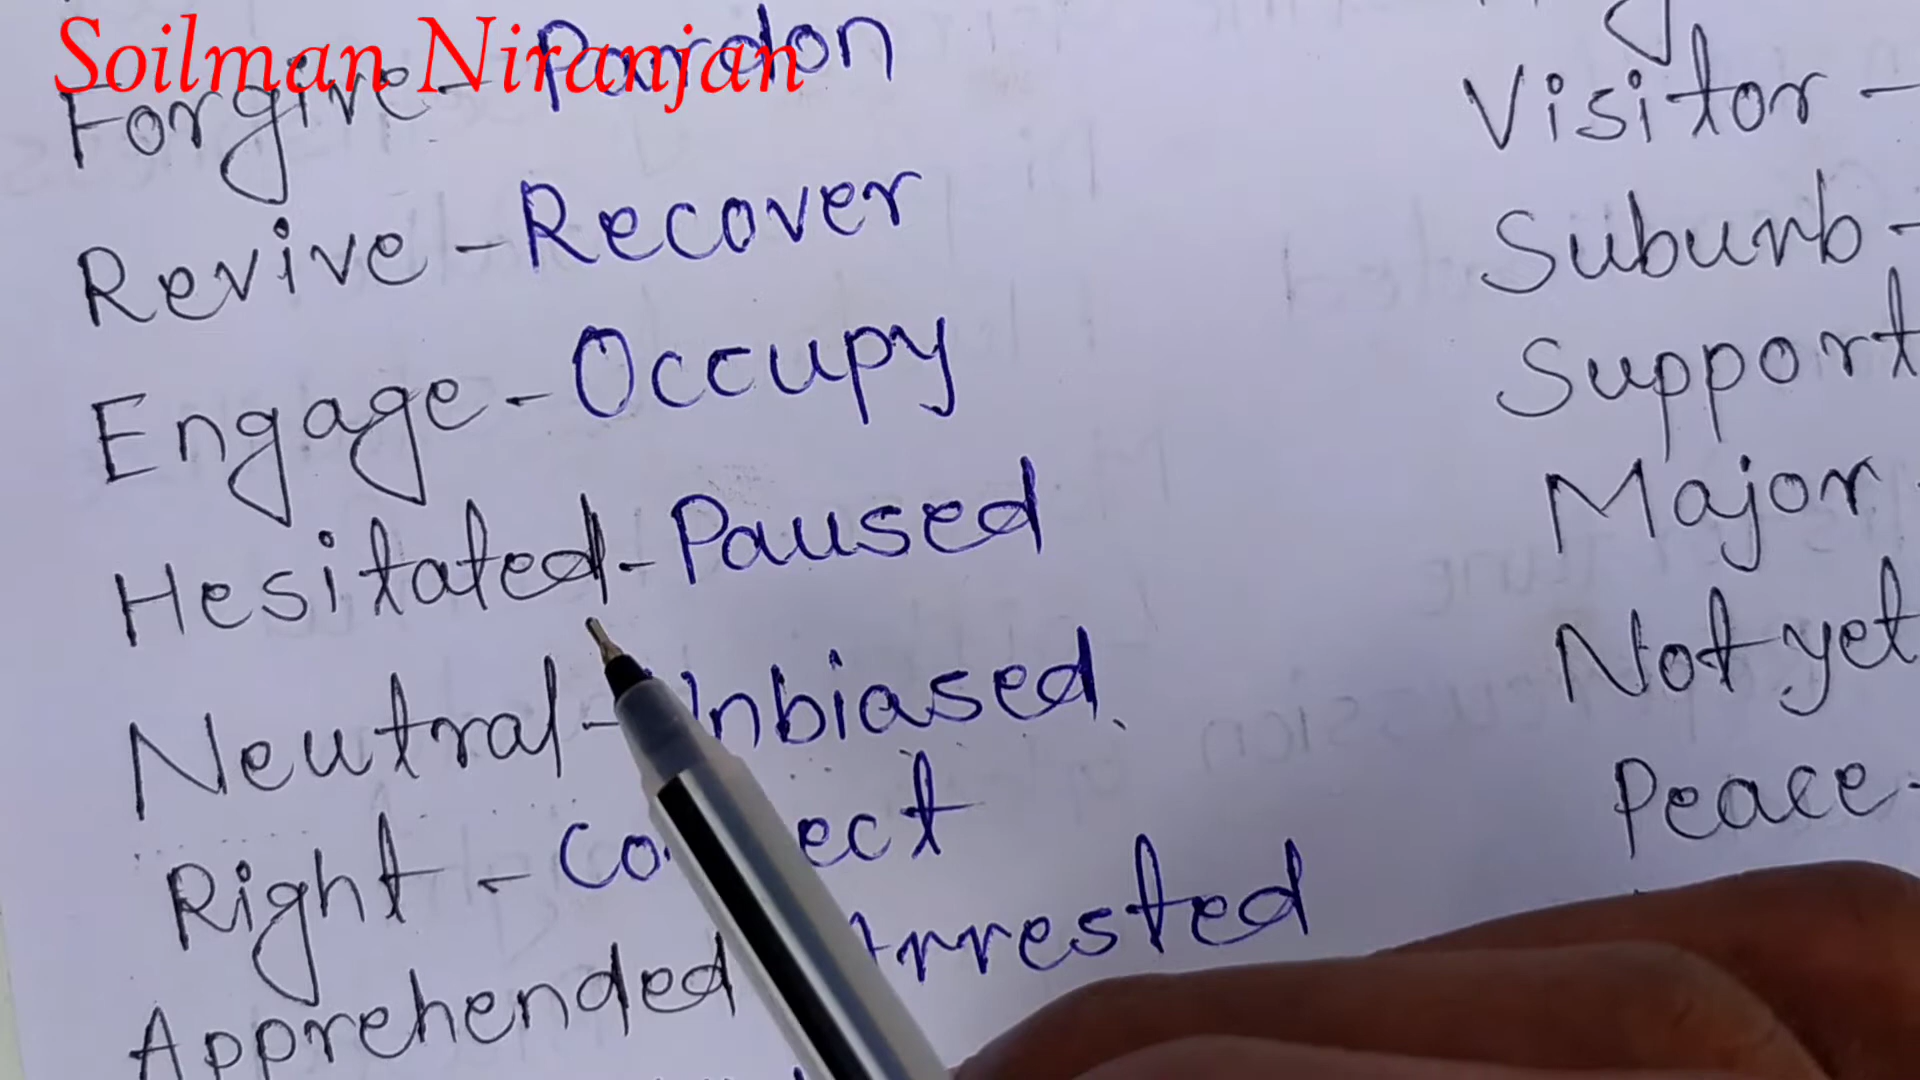 Soilman Niranjan
Forgive - Pardon
Revive - Recover
Engage - Occupy
Hesitated - Paused
Neutral - Unbiased
Right - Correct
Apprehended Arrested
Visitor -
Suburb -
Support
Major -
Not yet
Peace -